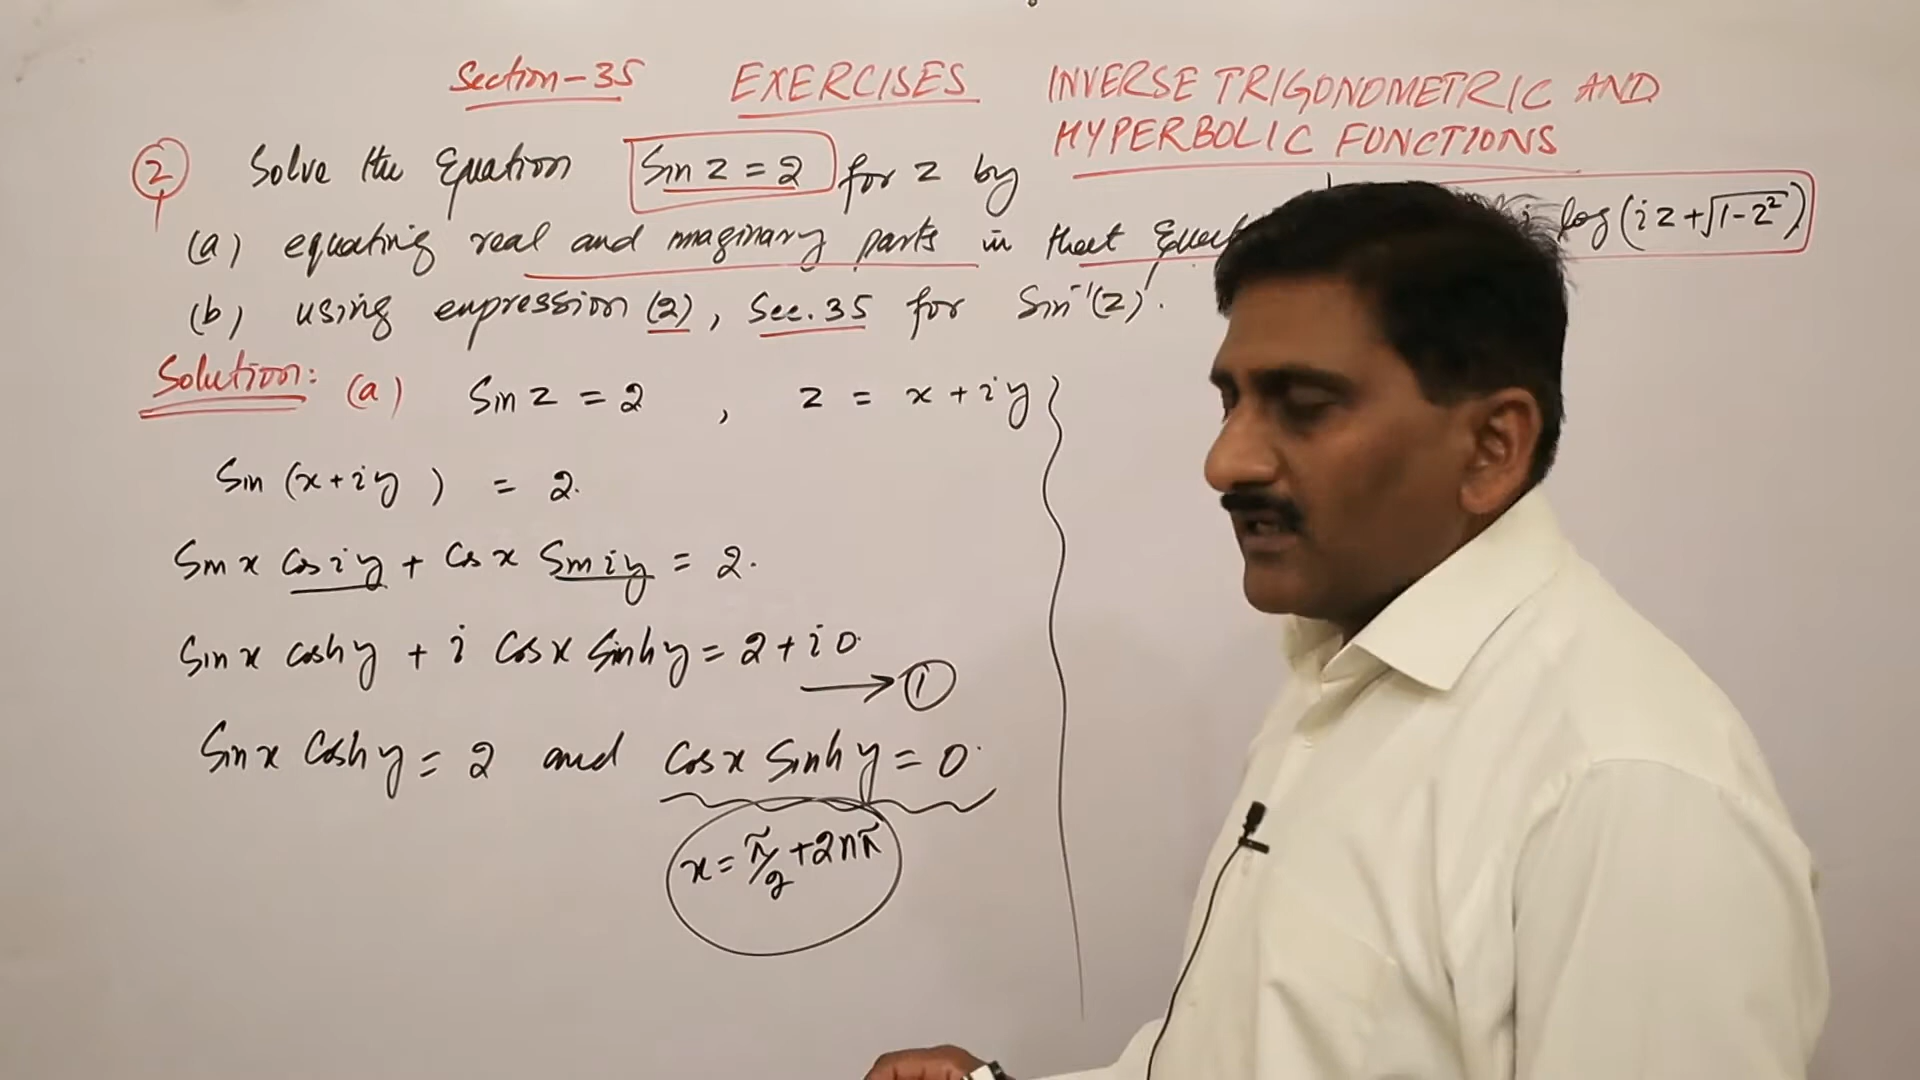 Section-35 EXERCISES INVERSE TRIGONOMETRIC AND
HYPERBOLIC FUNCTIONS
② Solve the Equation Sin z = 2 for z by
(a) equating real and imaginary parts in that
log(iz+√1-z²)
(b) using expression (2), Sec. 35 for Sin⁻¹(z).
Solution: (a) Sin z = 2 , z = x + iy
Sin (x+iy) = 2.
Sin x Cos iy + Cos x Sin iy = 2.
Sin x Cosh y + i Cos x Sinh y = 2 + i 0.
→ ①
Sin x Cosh y = 2 and Cos x Sinh y = 0.
x = π/2 + 2nπ